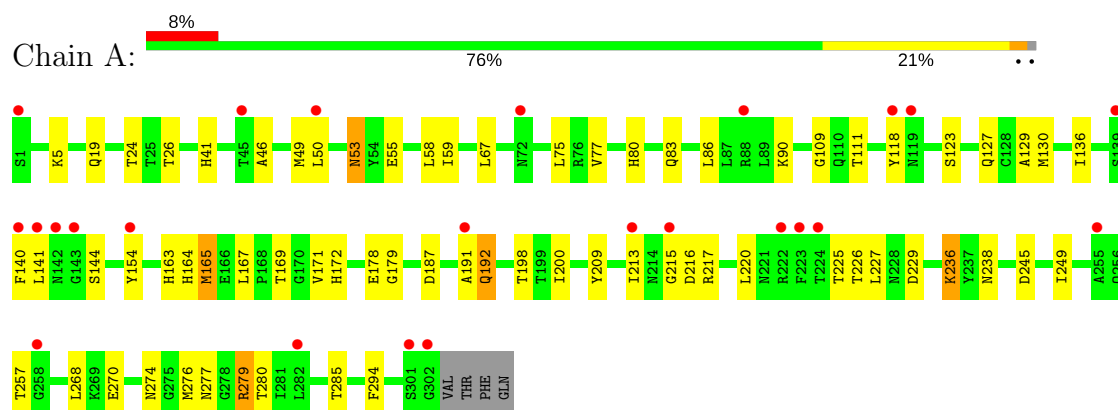 8%
Chain A:
76% 21% • •
S1 K5 Q19 T24 T25 T26 H41 T45 A46 M49 L50 N53 Y54 E55 L58 I59 L67 N72 L75 R76 V77 H80 Q83 L86 L87 R88 L89 K90 G109 Q110 T111 Y118 N119 S123 Q127 C128 A129 M130 I136 S139
F140 L141 N142 G143 S144 Y154 H163 H164 M165 E166 L167 P168 T169 G170 V171 H172 E178 G179 D187 A191 Q192 T198 T199 I200 Y209 I213 N214 G215 D216 R217 L220 N221 R222 F223 T224 T225 T226 L227 N228 D229 K236 Y237 N238 D245 I249 A255 Q256
T257 G258 L268 K269 E270 N274 G275 M276 N277 G278 R279 T280 I281 L282 T285 F294 S301 G302 VAL THR PHE GLN